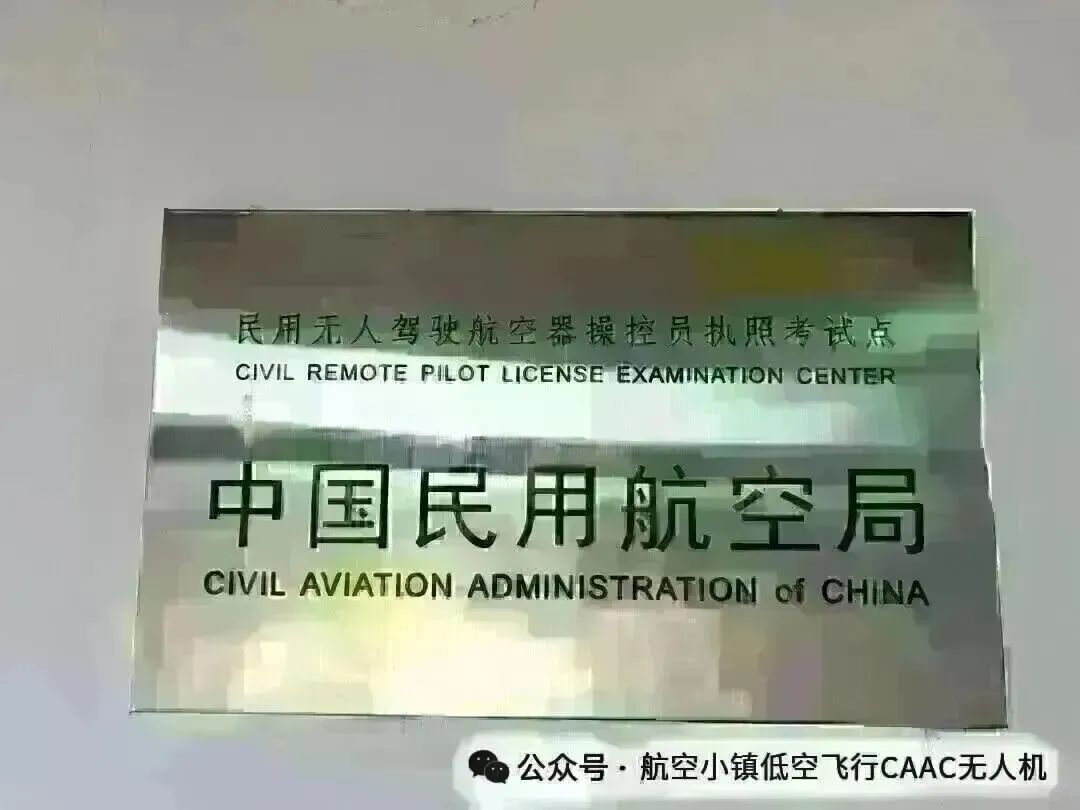 民用无人驾驶航空器操控员执照考试点
CIVIL REMOTE PILOT LICENSE EXAMINATION CENTER
中国民用航空局
CIVIL AVIATION ADMINISTRATION of CHINA
公众号 · 航空小镇低空飞行CAAC无人机